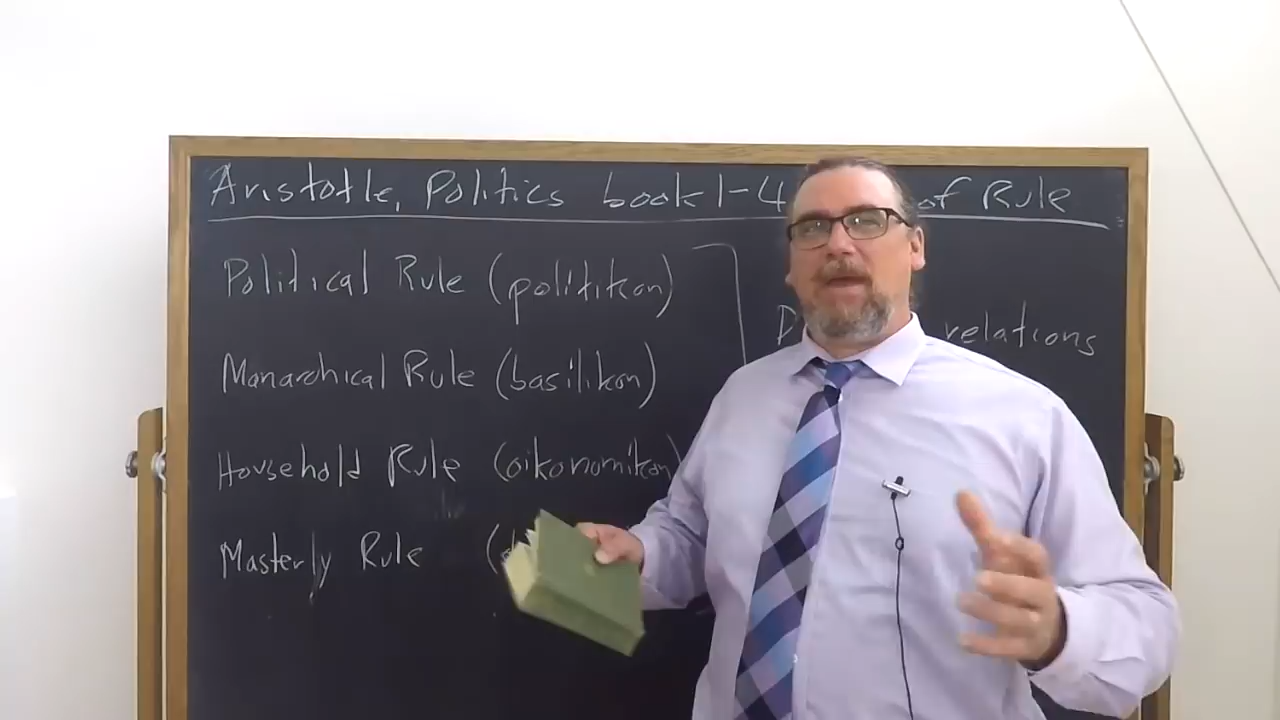 Aristotle, Politics book 1-4 of Rule
Political Rule (politikon)
relations
Monarchical Rule (basilikon)
Household Rule (oikonomikon)
Masterly Rule